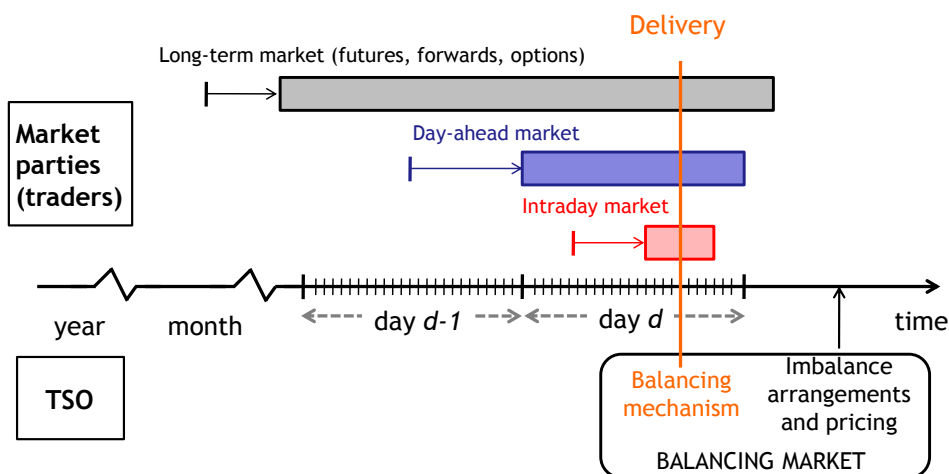 Delivery
Long-term market (futures, forwards, options)
Market
parties
(traders)
Day-ahead market
Intraday market
year
month
day d-1
day d
time
TSO
Balancing
mechanism
Imbalance
arrangements
and pricing
BALANCING MARKET